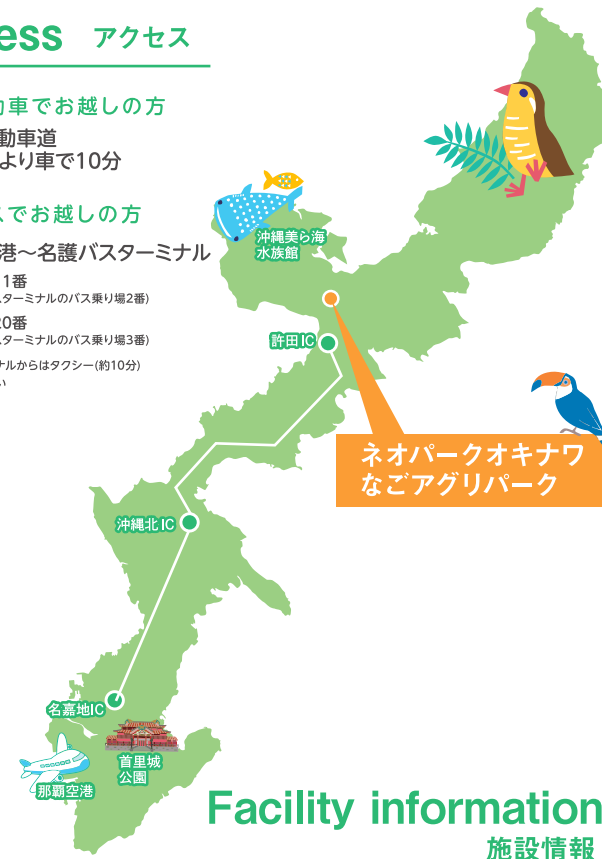 ess アクセス
動車でお越しの方
動車道
より車で10分
スでお越しの方
港〜名護バスターミナル
1番
スターミナルのバス乗り場2番)
20番
スターミナルのバス乗り場3番)
ナルからはタクシー(約10分)
い
沖縄美ら海
水族館
許田IC
ネオパークオキナワ
なごアグリパーク
沖縄北IC
名嘉地IC
首里城
公園
那覇空港
Facility information
施設情報